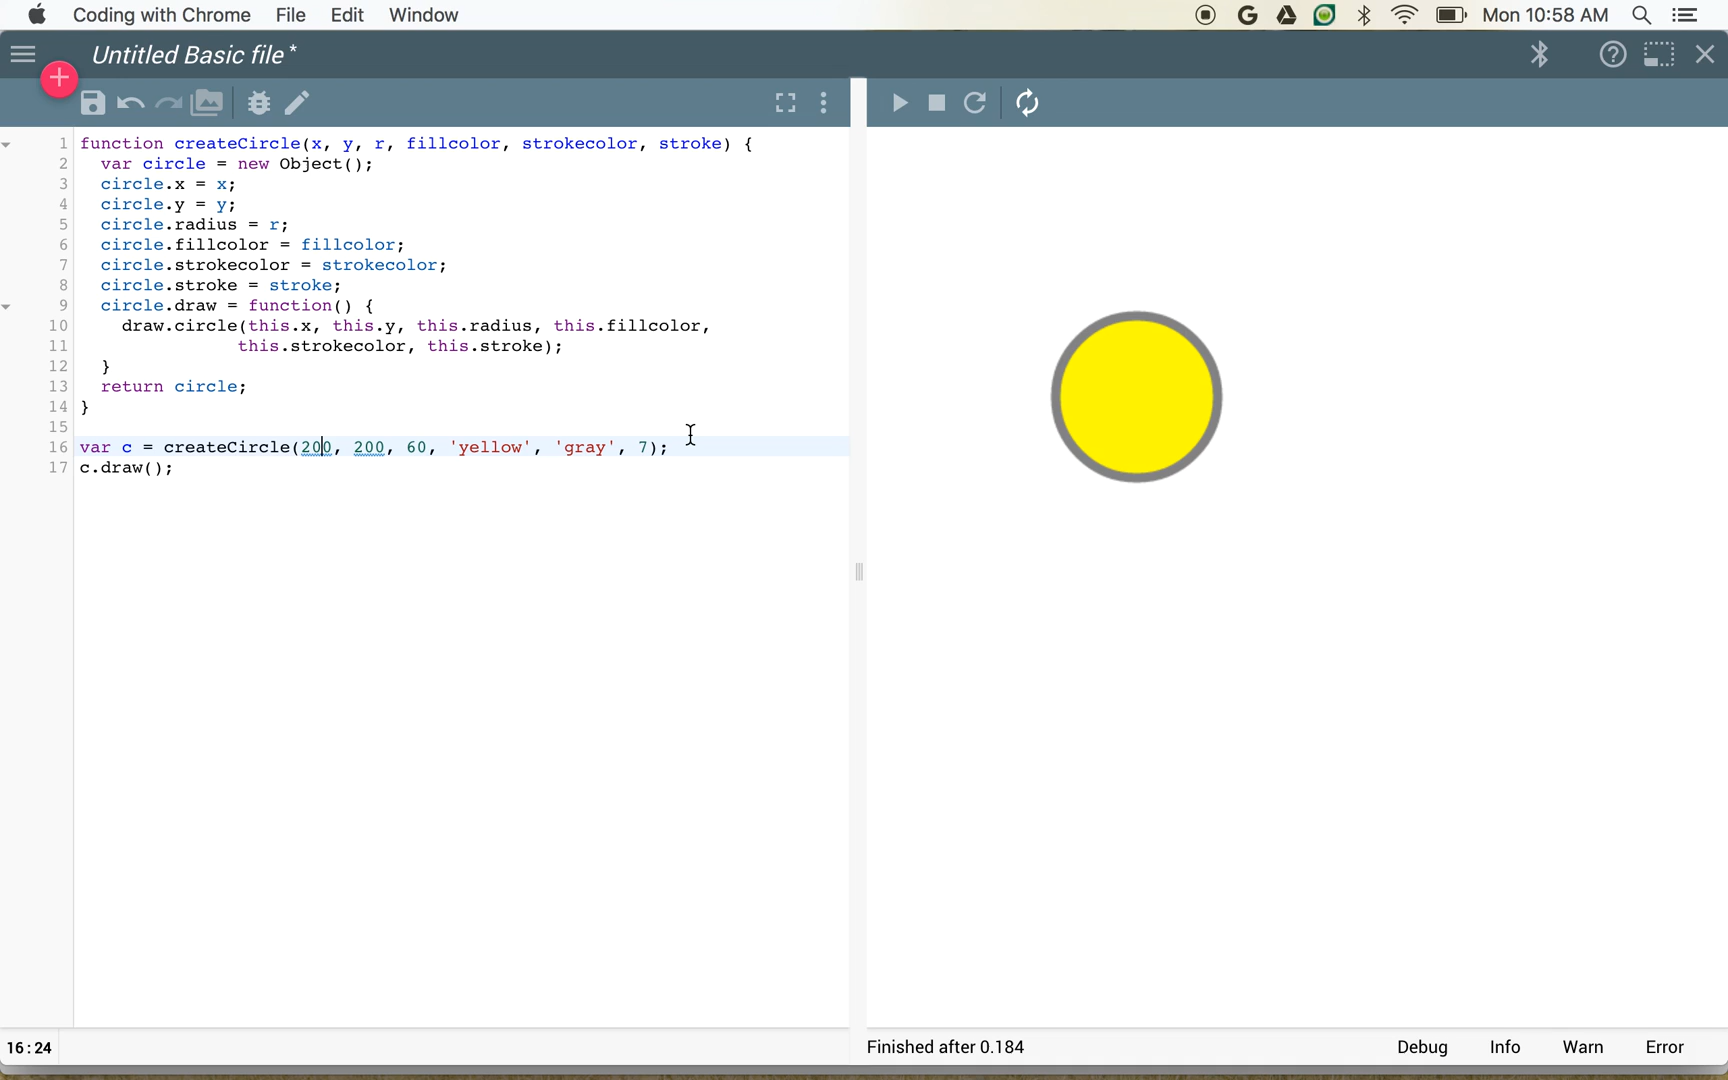 Coding with Chrome File Edit Window Mon 10:58 AM
Untitled Basic file*
1 function createCircle(x, y, r, fillcolor, strokecolor, stroke) {
2 var circle = new Object();
3 circle.x = x;
4 circle.y = y;
5 circle.radius = r;
6 circle.fillcolor = fillcolor;
7 circle.strokecolor = strokecolor;
8 circle.stroke = stroke;
9 circle.draw = function() {
10 draw.circle(this.x, this.y, this.radius, this.fillcolor,
11 this.strokecolor, this.stroke);
12 }
13 return circle;
14 }
15
16 var c = createCircle(200, 200, 60, 'yellow', 'gray', 7);
17 c.draw();
16:24 Finished after 0.184 Debug Info Warn Error